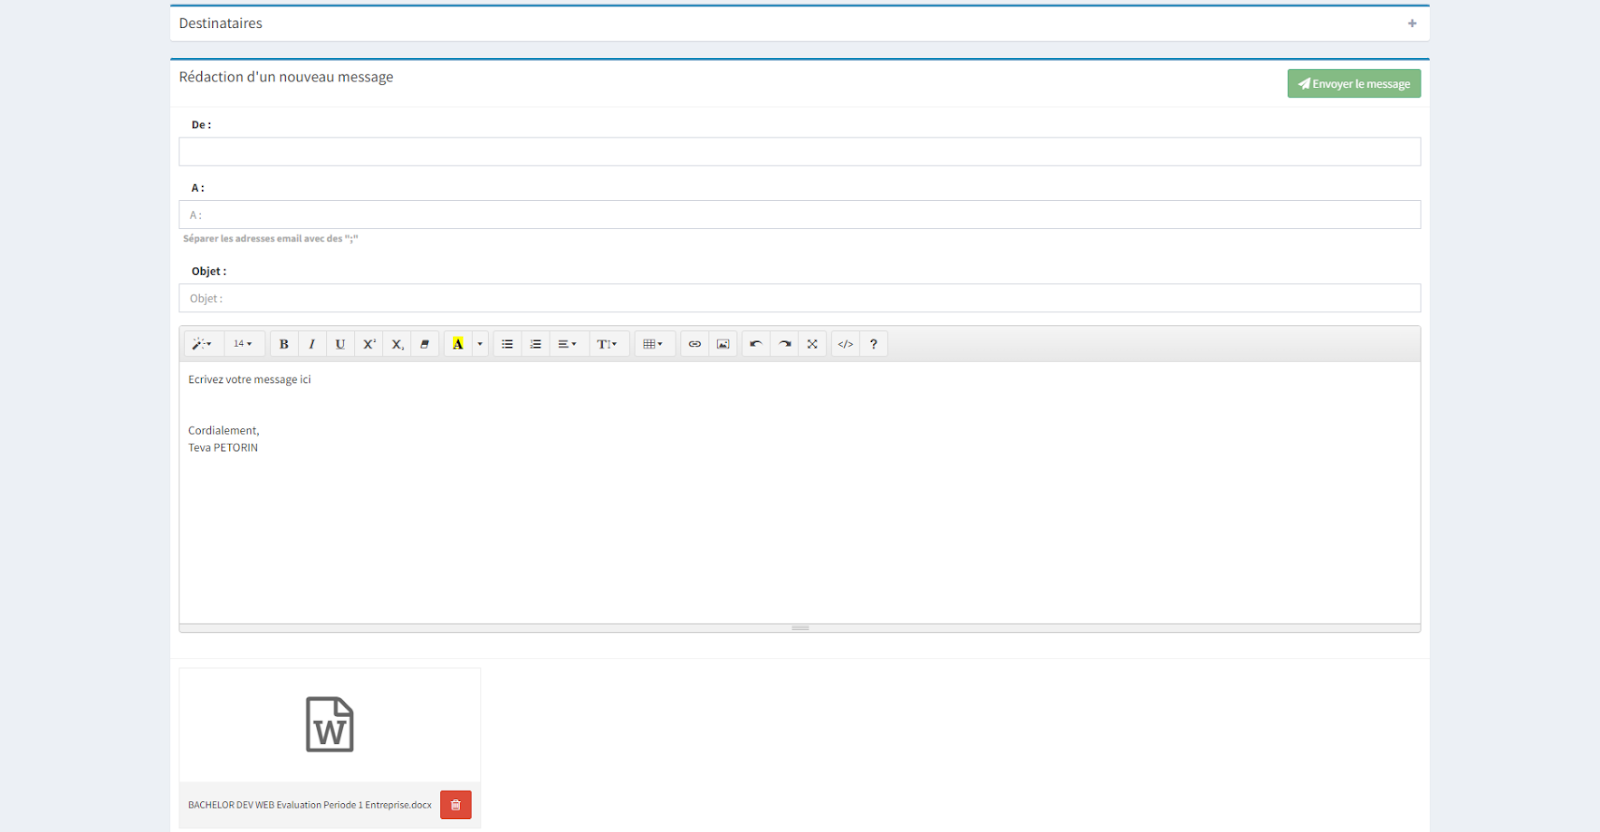 Destinataires
Rédaction d'un nouveau message
Envoyer le message
De :
A :
A :
Séparer les adresses email avec des ";"
Objet :
Objet :
14 B I U X² X, A T </> ?
Ecrivez votre message ici
Cordialement,
Teva PETORIN
W
BACHELOR DEV WEB Evaluation Periode 1 Entreprise.docx